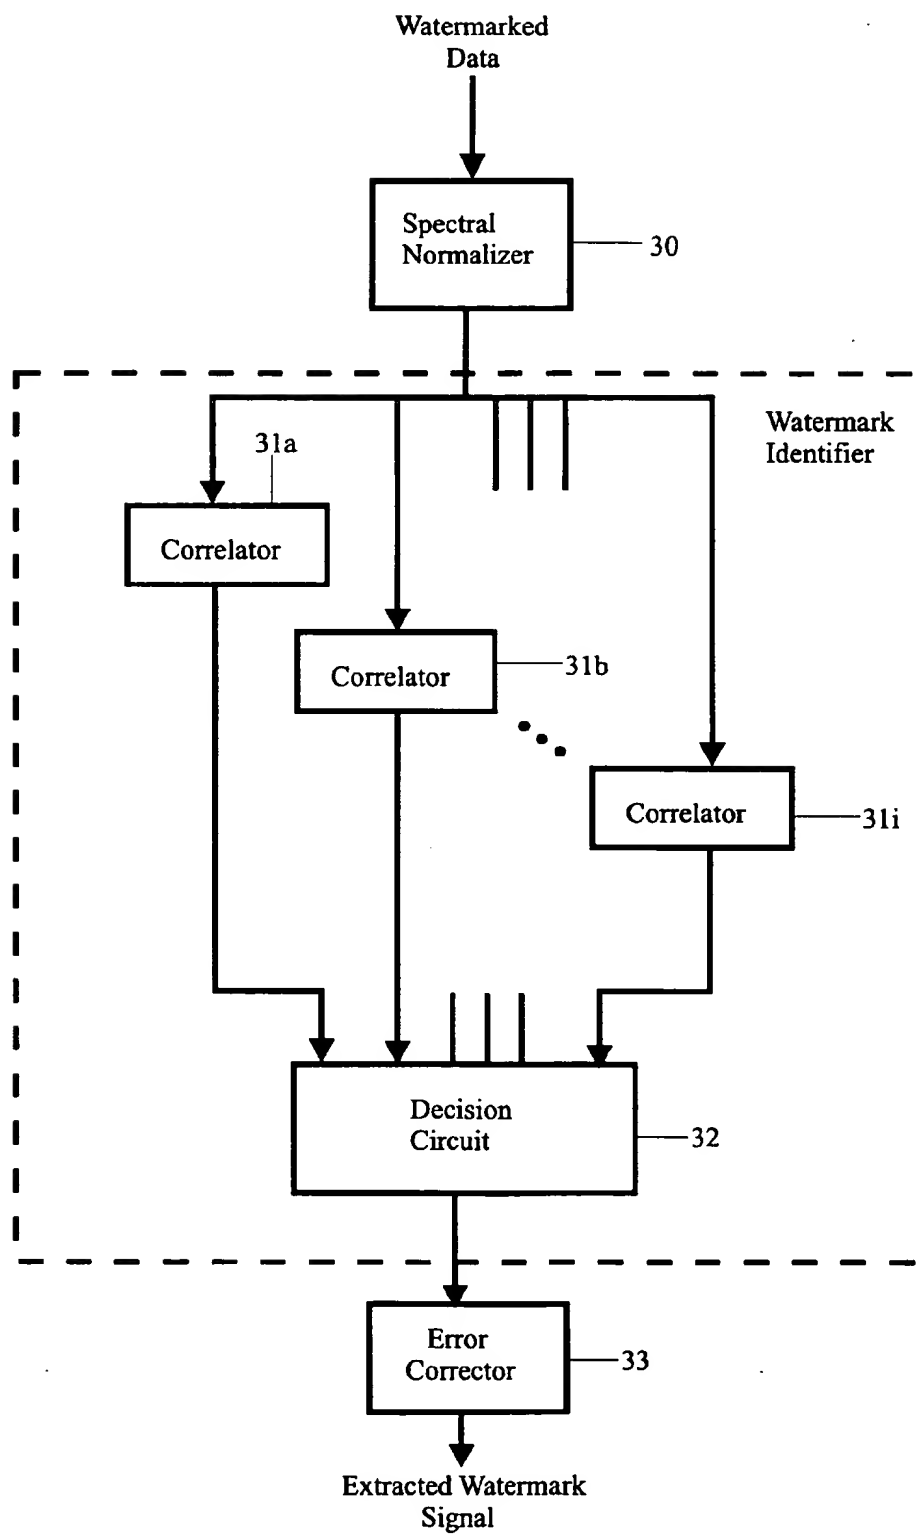 Watermarked
Data
Spectral
Normalizer
30
Watermark
Identifier
31a
Correlator
Correlator
31b
Correlator
31i
Decision
Circuit
32
Error
Corrector
33
Extracted Watermark
Signal